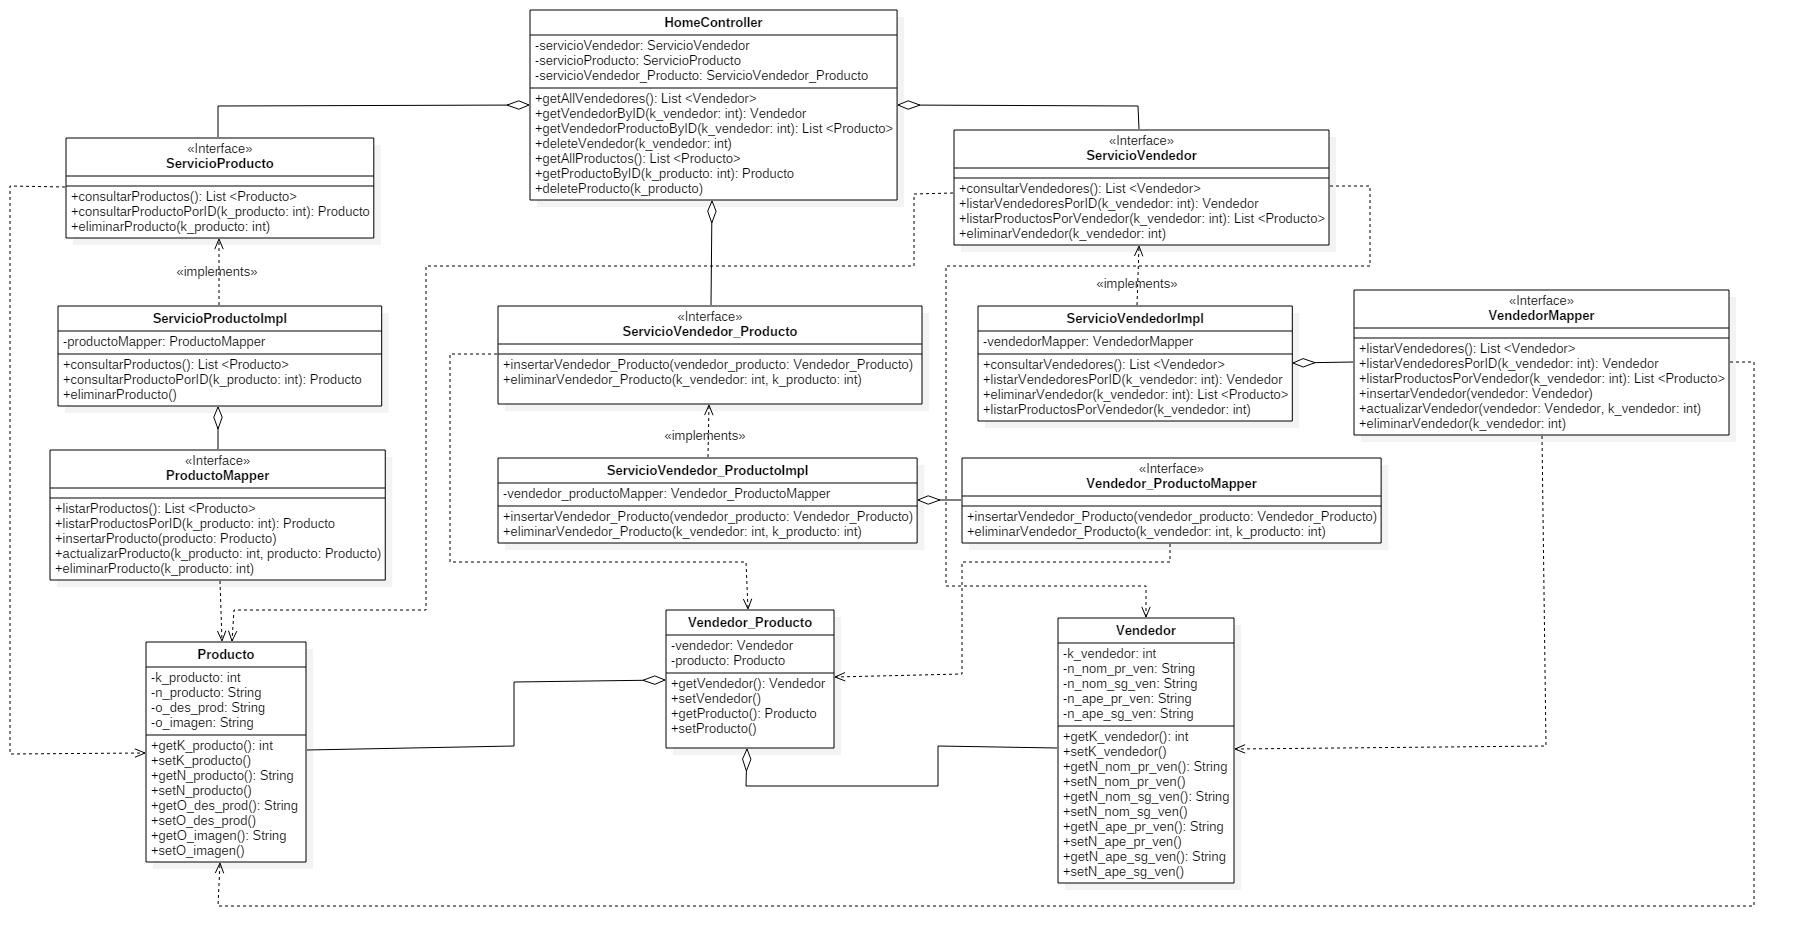 HomeController
-servicioVendedor: ServicioVendedor
-servicioProducto: ServicioProducto
-servicioVendedor_Producto: ServicioVendedor_Producto
+getAllVendedores(): List <Vendedor>
+getVendedorByID(k_vendedor: int): Vendedor
+getVendedorProductoByID(k_vendedor: int): List <Producto>
+deleteVendedor(k_vendedor: int)
+getAllProductos(): List <Producto>
+getProductoByID(k_producto: int): Producto
+deleteProducto(k_producto)
«Interface»
ServicioProducto
+consultarProductos(): List <Producto>
+consultarProductoPorID(k_producto: int): Producto
+eliminarProducto(k_producto: int)
«Interface»
ServicioVendedor
+consultarVendedores(): List <Vendedor>
+listarVendedoresPorID(k_vendedor: int): Vendedor
+listarProductosPorVendedor(k_vendedor: int): List <Producto>
+eliminarVendedor(k_vendedor: int)
«implements»
«implements»
ServicioProductoImpl
-productoMapper: ProductoMapper
+consultarProductos(): List <Producto>
+consultarProductoPorID(k_producto: int): Producto
+eliminarProducto()
«Interface»
ServicioVendedor_Producto
+insertarVendedor_Producto(vendedor_producto: Vendedor_Producto)
+eliminarVendedor_Producto(k_vendedor: int, k_producto: int)
ServicioVendedorImpl
-vendedorMapper: VendedorMapper
+consultarVendedores(): List <Vendedor>
+listarVendedoresPorID(k_vendedor: int): Vendedor
+eliminarVendedor(k_vendedor: int): List <Producto>
+listarProductosPorVendedor(k_vendedor: int)
«Interface»
VendedorMapper
+listarVendedores(): List <Vendedor>
+listarVendedoresPorID(k_vendedor: int): Vendedor
+listarProductosPorVendedor(k_vendedor: int): List <Producto>
+insertarVendedor(vendedor: Vendedor)
+actualizarVendedor(vendedor: Vendedor, k_vendedor: int)
+eliminarVendedor(k_vendedor: int)
«implements»
«Interface»
ProductoMapper
+listarProductos(): List <Producto>
+listarProductosPorID(k_producto: int): Producto
+insertarProducto(producto: Producto)
+actualizarProducto(k_producto: int, producto: Producto)
+eliminarProducto(k_producto: int)
ServicioVendedor_ProductoImpl
-vendedor_productoMapper: Vendedor_ProductoMapper
+insertarVendedor_Producto(vendedor_producto: Vendedor_Producto)
+eliminarVendedor_Producto(k_vendedor: int, k_producto: int)
«Interface»
Vendedor_ProductoMapper
+insertarVendedor_Producto(vendedor_producto: Vendedor_Producto)
+eliminarVendedor_Producto(k_vendedor: int, k_producto: int)
Producto
-k_producto: int
-n_producto: String
-o_des_prod: String
-o_imagen: String
+getK_producto(): int
+setK_producto()
+getN_producto(): String
+setN_producto()
+getO_des_prod(): String
+setO_des_prod()
+getO_imagen(): String
+setO_imagen()
Vendedor_Producto
-vendedor: Vendedor
-producto: Producto
+getVendedor(): Vendedor
+setVendedor()
+getProducto(): Producto
+setProducto()
Vendedor
-k_vendedor: int
-n_nom_pr_ven: String
-n_nom_sg_ven: String
-n_ape_pr_ven: String
-n_ape_sg_ven: String
+getK_vendedor(): int
+setK_vendedor()
+getN_nom_pr_ven(): String
+setN_nom_pr_ven()
+getN_nom_sg_ven(): String
+setN_nom_sg_ven()
+getN_ape_pr_ven(): String
+setN_ape_pr_ven()
+getN_ape_sg_ven(): String
+setN_ape_sg_ven()